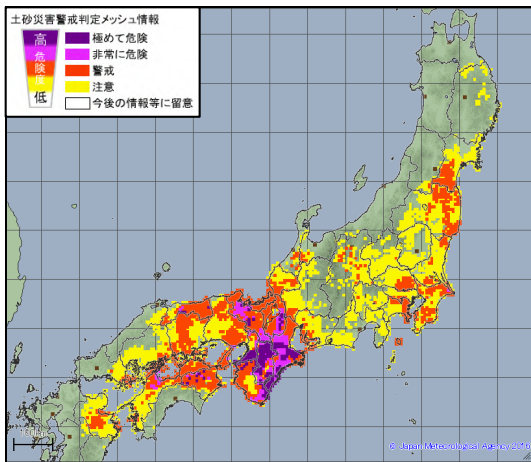 土砂災害警戒判定メッシュ情報
高
危険度
低
極めて危険
非常に危険
警戒
注意
今後の情報等に留意
100km
© Japan Meteorological Agency 2016